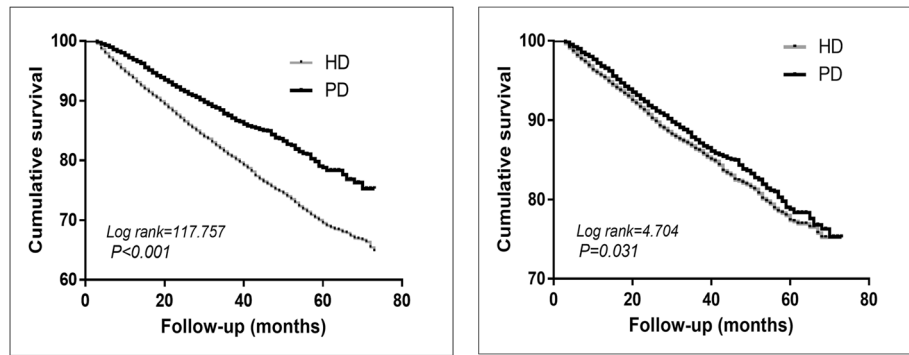 100
90
80
70
60
Cumulative survival
HD
PD
Log rank=117.757
P<0.001
0
20
40
60
80
Follow-up (months)
100
90
80
70
Cumulative survival
HD
PD
Log rank=4.704
P=0.031
0
20
40
60
80
Follow-up (months)